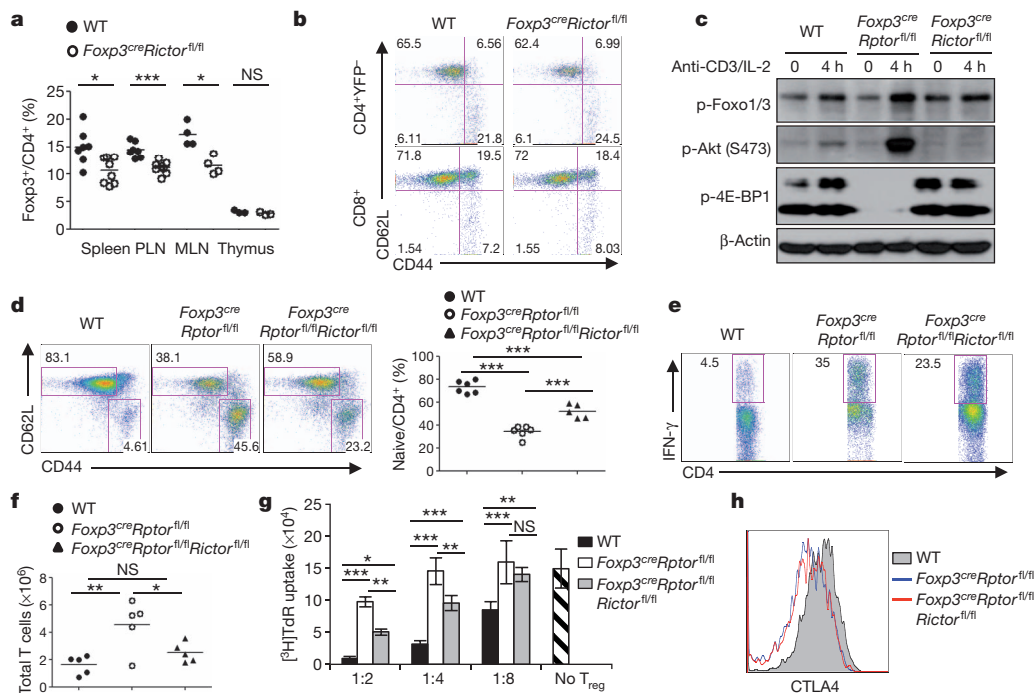 a
WT
Foxp3creRictorfl/fl
* *** * NS
Foxp3+/CD4+ (%)
25
20
15
10
5
0
Spleen PLN MLN Thymus
b
WT Foxp3creRictorfl/fl
CD4+YFP–
65.5 6.56 62.4 6.99
6.11 21.8 6.1 24.5
CD8+
71.8 19.5 72 18.4
1.54 7.2 1.55 8.03
CD62L
CD44
c
WT Foxp3cre Rptorfl/fl Foxp3cre Rictorfl/fl
Anti-CD3/IL-2 0 4 h 0 4 h 0 4 h
p-Foxo1/3
p-Akt (S473)
p-4E-BP1
β-Actin
d
WT Foxp3cre Rptorfl/fl Foxp3cre Rptorfl/flRictorfl/fl
83.1 38.1 58.9
4.61 45.6 23.2
CD62L
CD44
WT
Foxp3creRptorfl/fl
Foxp3creRptorfl/flRictorfl/fl
***
*** ***
Naive/CD4+ (%)
100
80
60
40
20
0
e
WT Foxp3cre Rptorfl/fl Foxp3cre Rptorfl/flRictorfl/fl
4.5 35 23.5
IFN-γ
CD4
f
WT
Foxp3creRptorfl/fl
Foxp3creRptorfl/flRictorfl/fl
NS
** *
Total T cells (×106)
8
6
4
2
0
g
[3H]TdR uptake (×104)
25
20
15
10
5
0
* *** **
*** *** **
** *** NS
WT
Foxp3creRptorfl/fl
Foxp3creRptorfl/fl
Rictorfl/fl
1:2 1:4 1:8 No Treg
h
WT
Foxp3creRptorfl/fl
Foxp3creRptorfl/fl
Rictorfl/fl
CTLA4